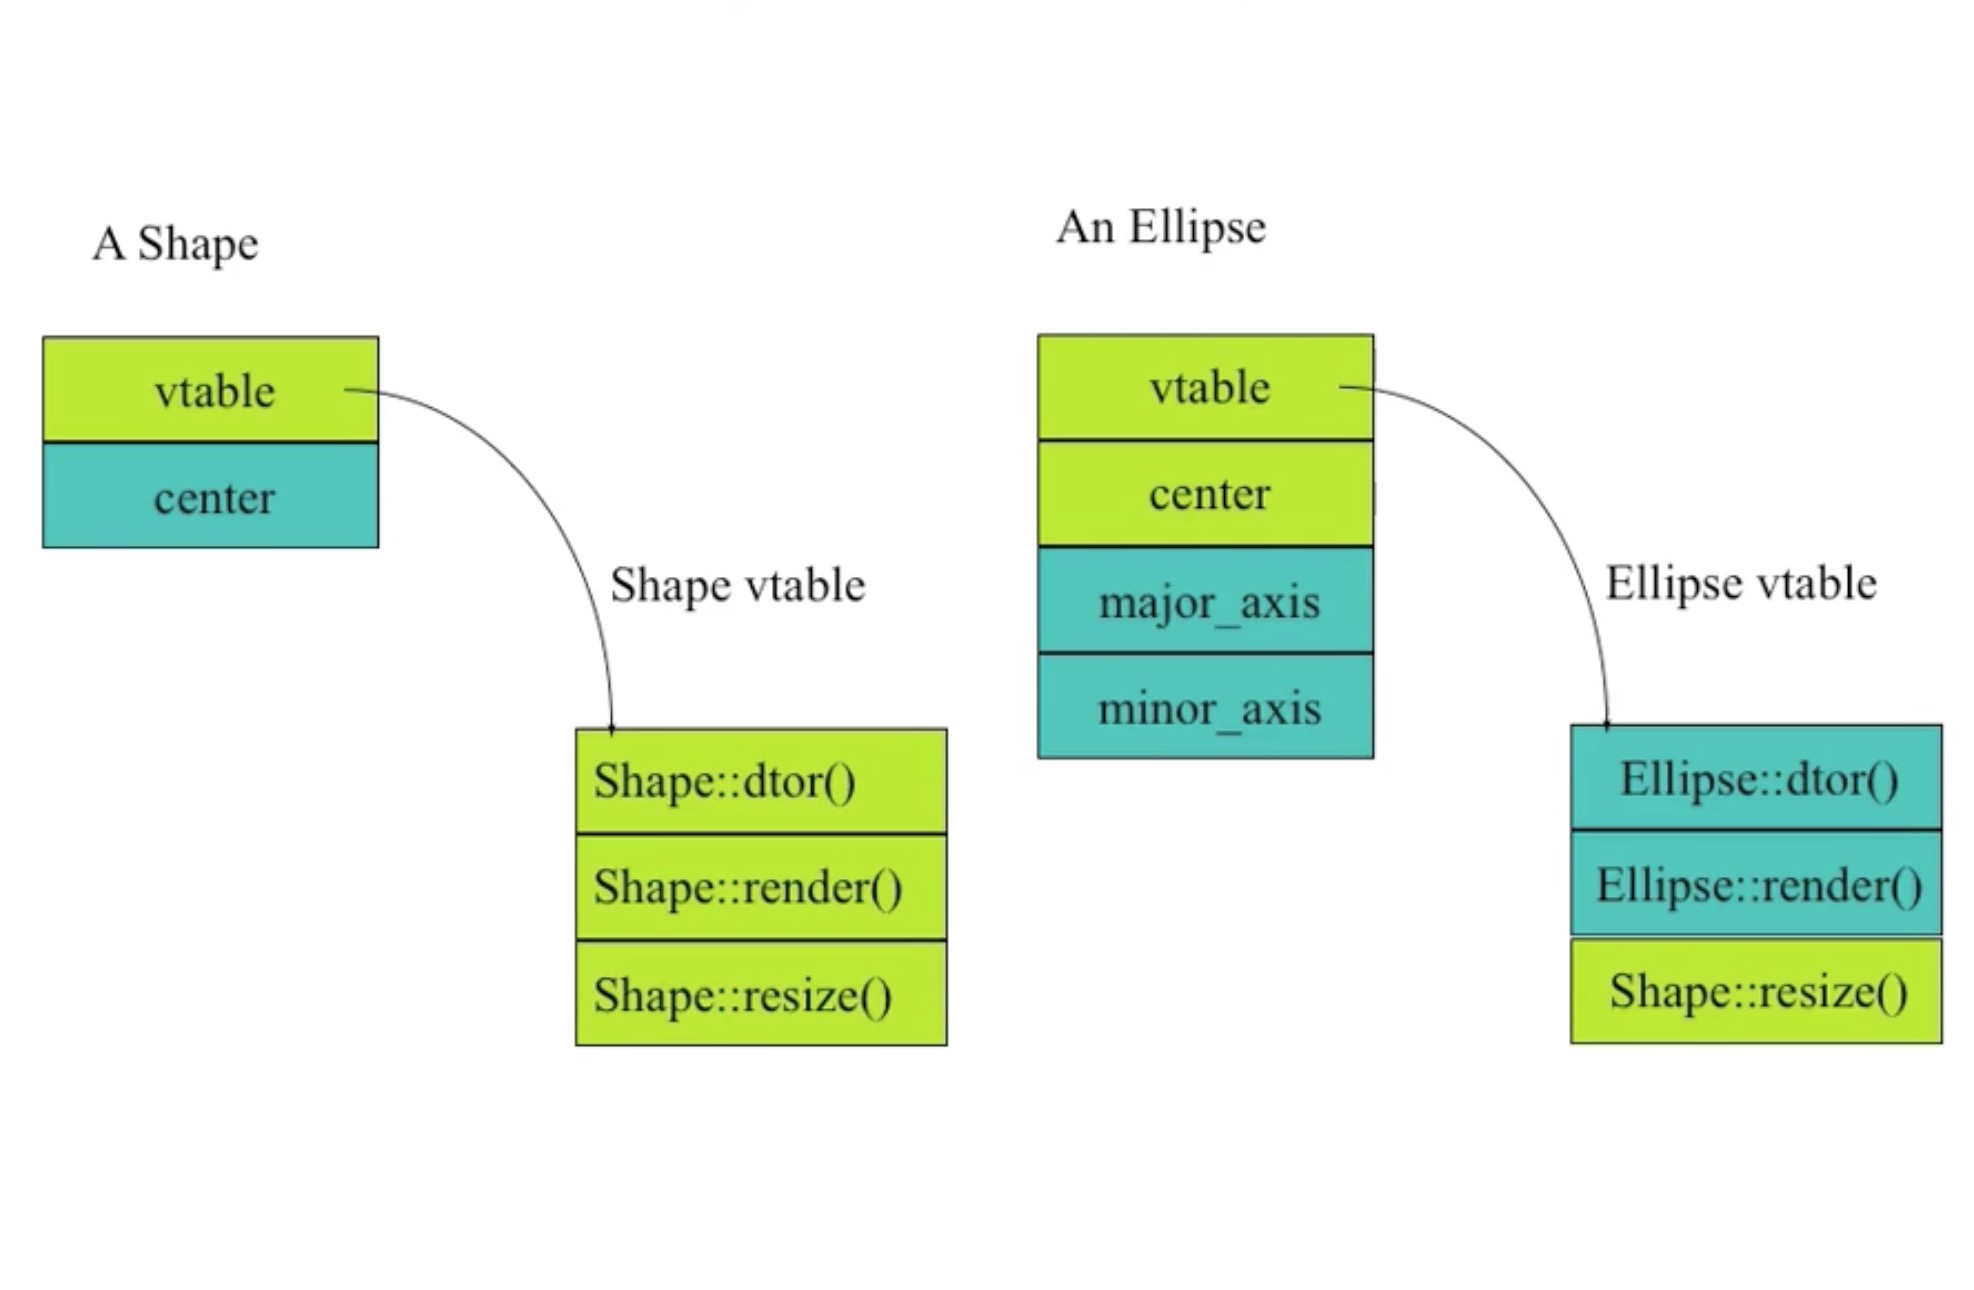 A Shape
vtable
center
Shape vtable
Shape::dtor()
Shape::render()
Shape::resize()
An Ellipse
vtable
center
major_axis
minor_axis
Ellipse vtable
Ellipse::dtor()
Ellipse::render()
Shape::resize()